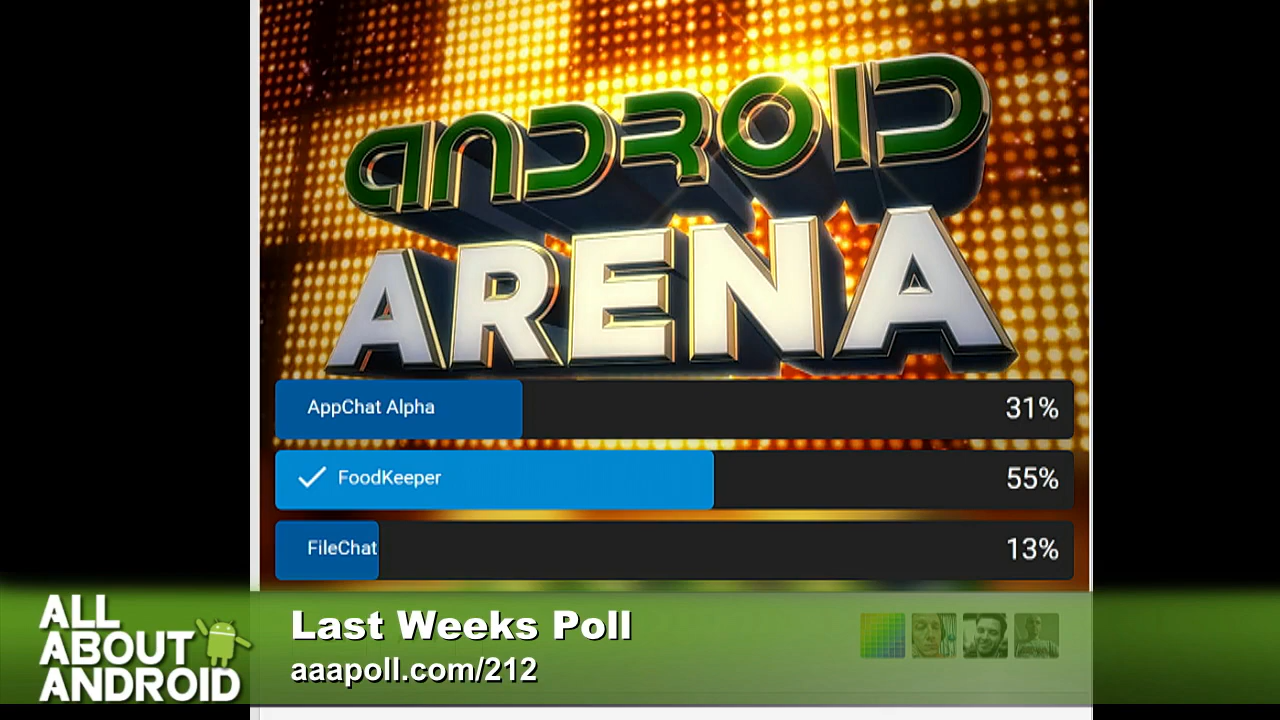 ANDROID
ARENA
AppChat Alpha 31%
FoodKeeper 55%
FileChat 13%
ALL
ABOUT
ANDROID
Last Weeks Poll
aaapoll.com/212